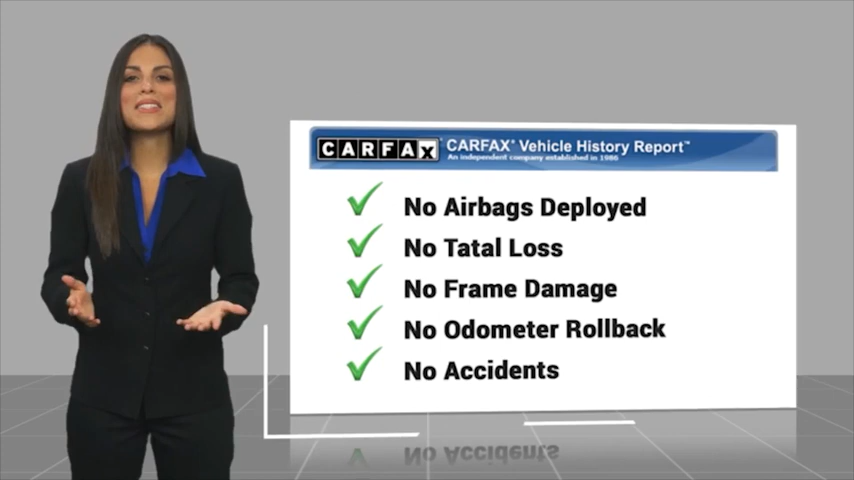 CARFAX CARFAX® Vehicle History Report™
An independent company established in 1986
No Airbags Deployed
No Tatal Loss
No Frame Damage
No Odometer Rollback
No Accidents
No Accidents